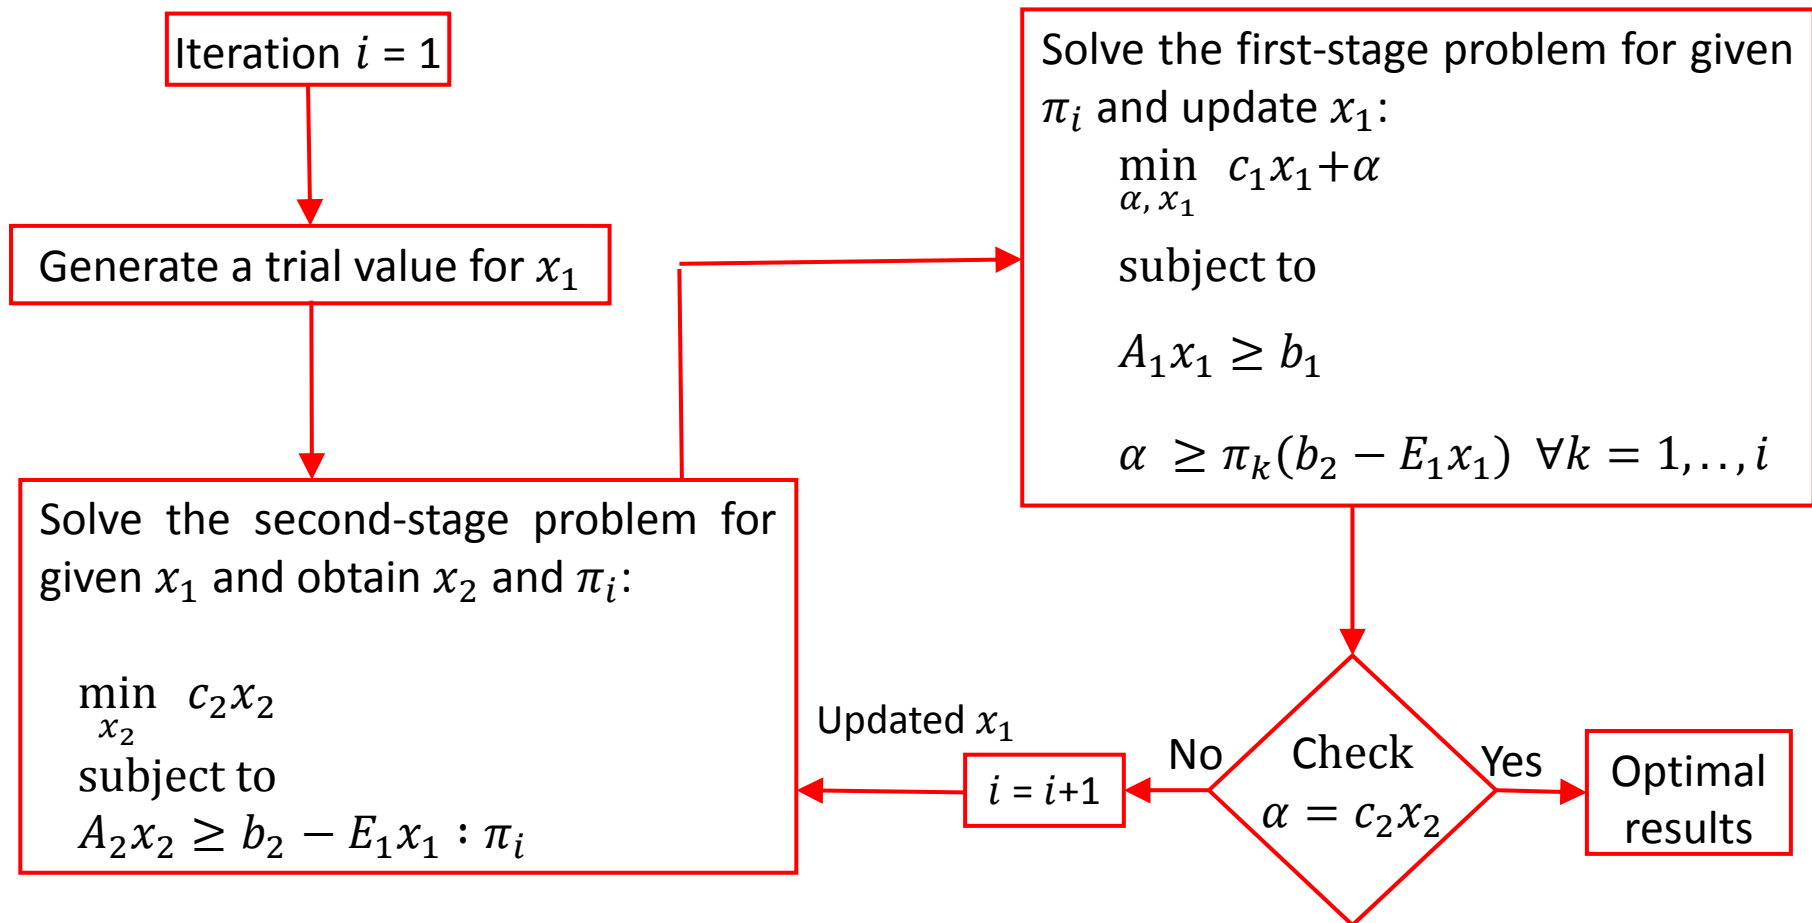 Iteration 𝑖 = 1
Generate a trial value for 𝑥₁
Solve the second-stage problem for
given 𝑥₁ and obtain 𝑥₂ and 𝜋ᵢ:
min 𝑐₂𝑥₂
𝑥₂
subject to
𝐴₂𝑥₂ ≥ 𝑏₂ − 𝐸₁𝑥₁ ∶ 𝜋ᵢ
Solve the first-stage problem for given
𝜋ᵢ and update 𝑥₁:
min 𝑐₁𝑥₁+𝛼
𝛼, 𝑥₁
subject to
𝐴₁𝑥₁ ≥ 𝑏₁
𝛼 ≥ 𝜋ₖ(𝑏₂ − 𝐸₁𝑥₁) ∀𝑘 = 1,..,𝑖
Check
𝛼 = 𝑐₂𝑥₂
Yes
Optimal
results
No
𝑖 = 𝑖+1
Updated 𝑥₁